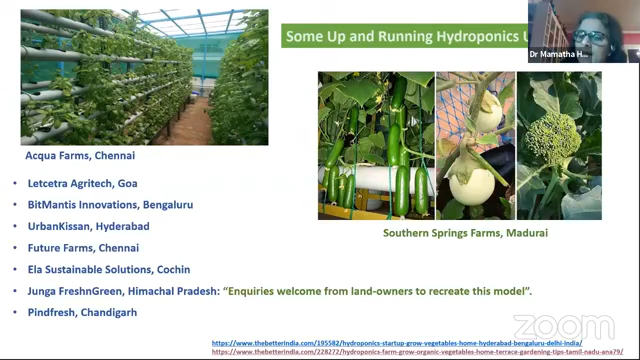 Some Up and Running Hydroponics U
Dr Mamatha H...
Acqua Farms, Chennai
• Letcetra Agritech, Goa
• BitMantis Innovations, Bengaluru
• UrbanKissan, Hyderabad
• Future Farms, Chennai
• Ela Sustainable Solutions, Cochin
• Junga FreshnGreen, Himachal Pradesh: “Enquiries welcome from land-owners to recreate this model”.
• Pindfresh, Chandigarh
Southern Springs Farms, Madurai
zoom
https://www.thebetterindia.com/195582/hydroponics-startup-grow-vegetables-home-hyderabad-bengaluru-delhi-india/
https://www.thebetterindia.com/228272/hydroponics-farm-grow-organic-vegetables-home-terrace-gardening-tips-tamil-nadu-ana79/